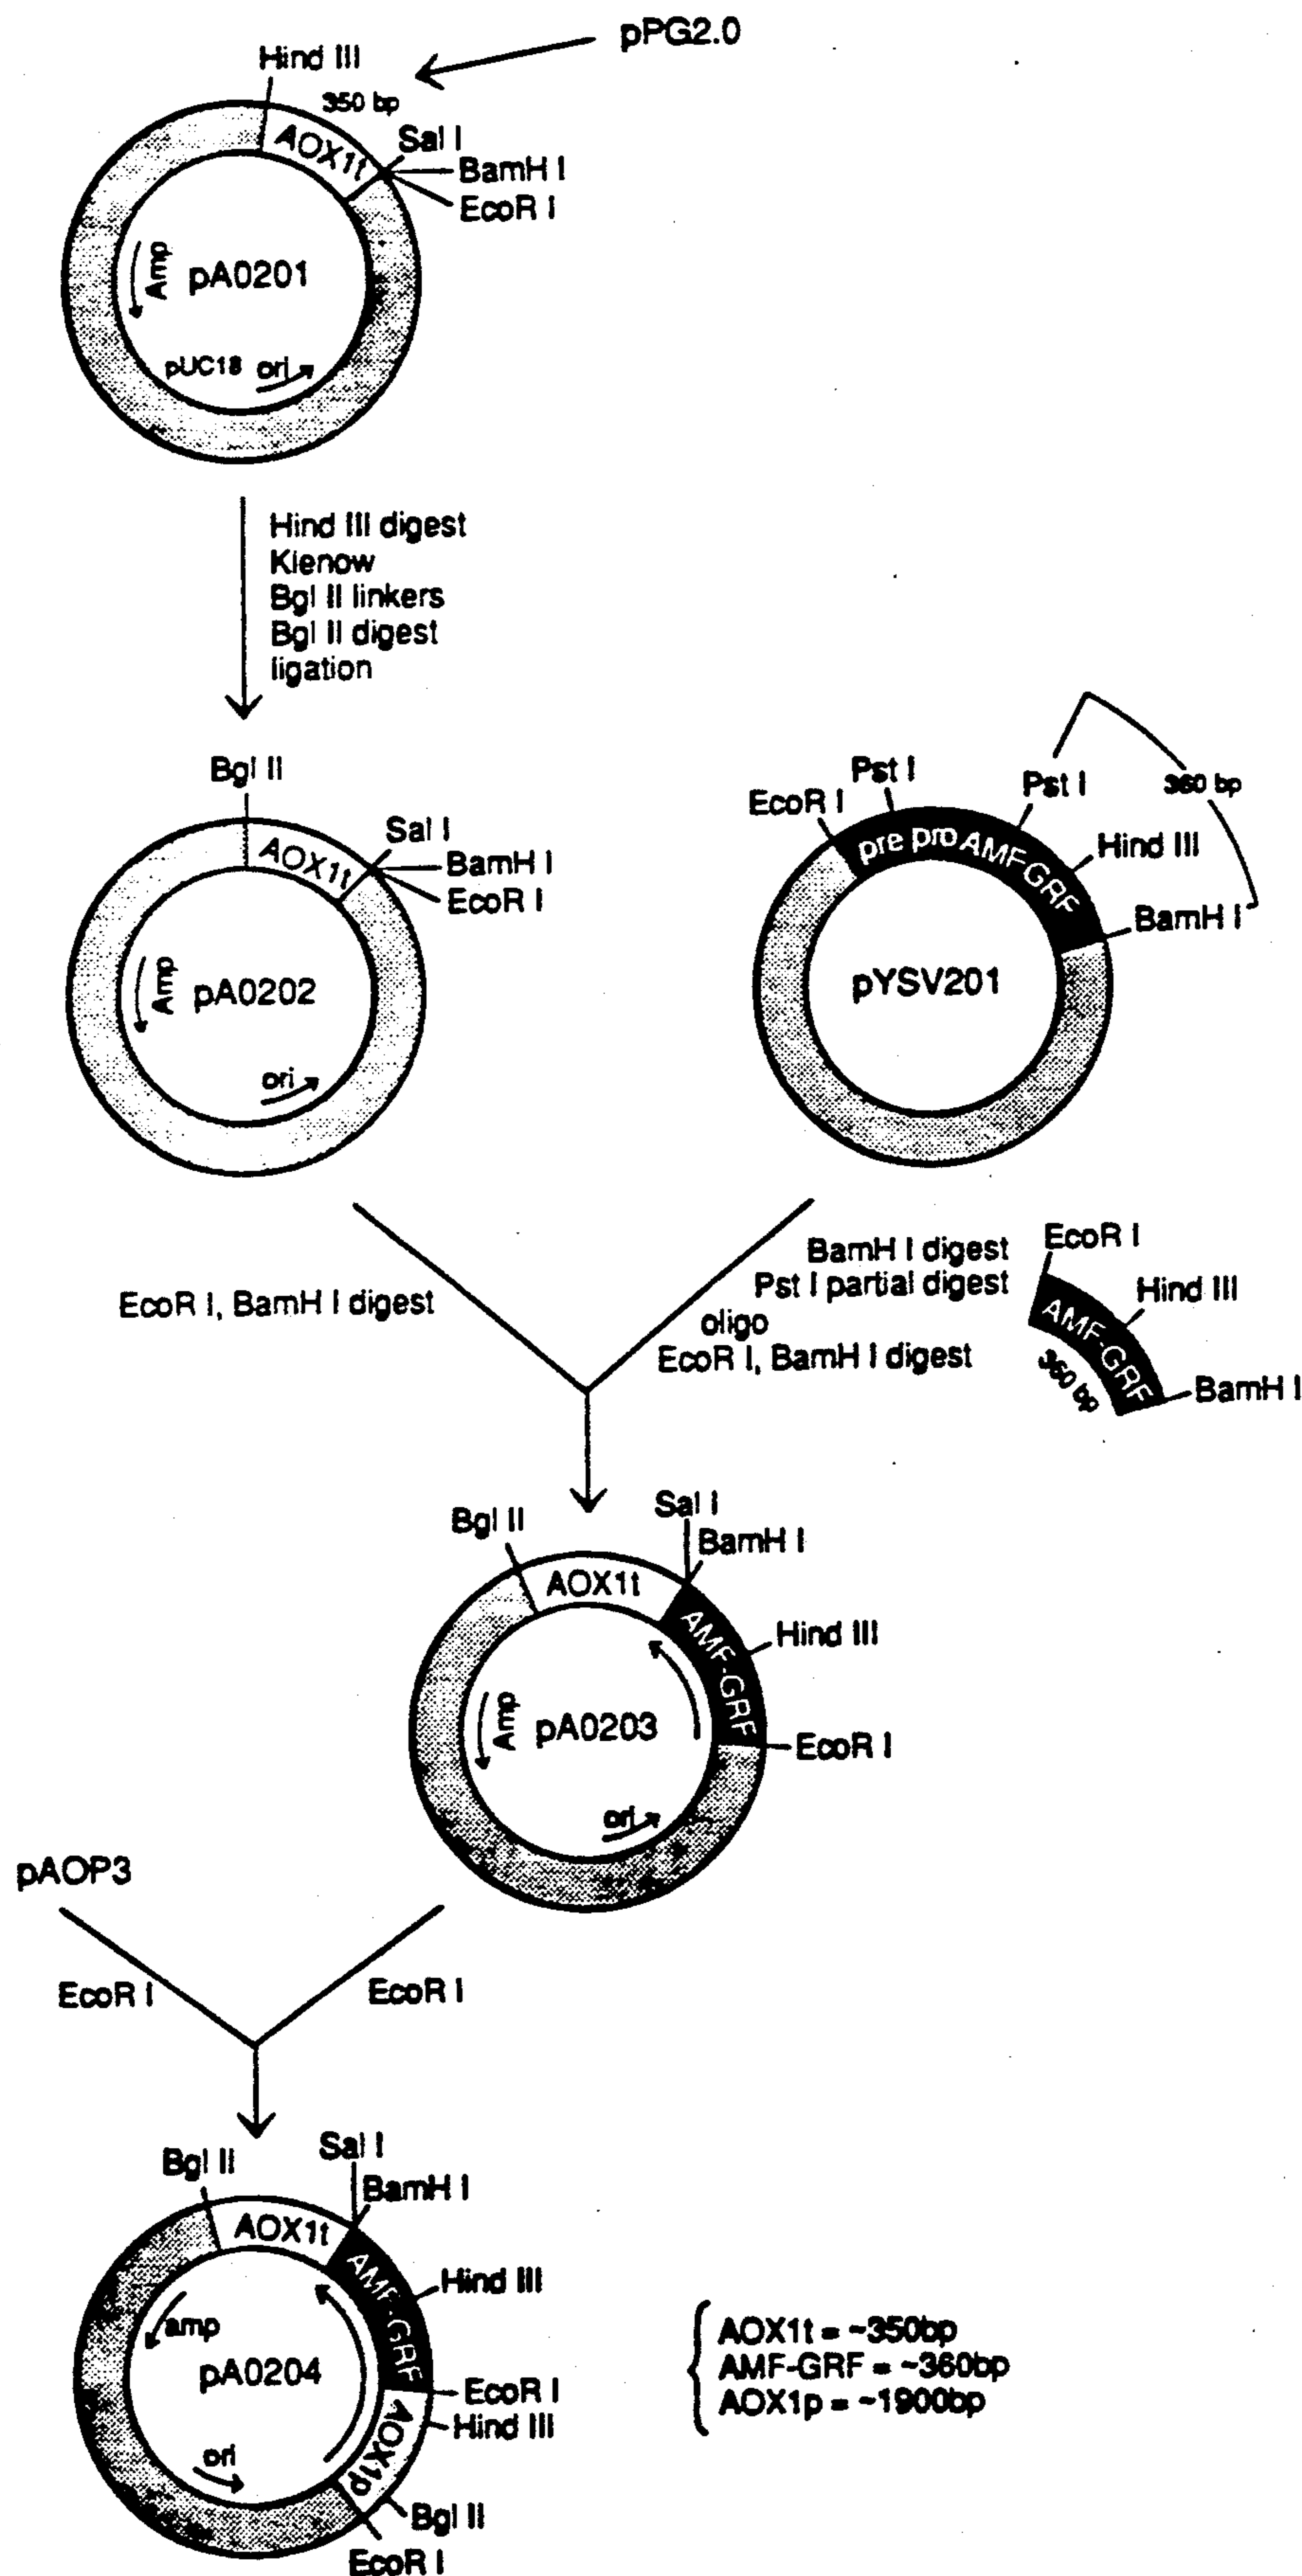 pPG2.0
Hind III
350 bp
AOX1t
Sal I
BamH I
EcoR I
Amp
pA0201
pUC18 ori
Hind III digest
Klenow
Bgl II linkers
Bgl II digest
ligation
Bgl II
AOX1t
Sal I
BamH I
EcoR I
Amp
pA0202
ori
EcoR I
Pst I
Pst I
360 bp
pre pro AMF-GRF
Hind III
BamH I
pYSV201
EcoR I, BamH I digest
BamH I digest
Pst I partial digest
oligo
EcoR I, BamH I digest
EcoR I
Hind III
AMF-GRF
360 bp
BamH I
Bgl II
Sal I
BamH I
AOX1t
AMF-GRF
Hind III
Amp
pA0203
EcoR I
ori
pAOP3
EcoR I
EcoR I
Bgl II
Sal I
BamH I
AOX1t
AMF-GRF
Hind III
amp
pA0204
EcoR I
Hind III
AOX1p
ori
Bgl II
EcoR I
AOX1t = ~350bp
AMF-GRF = ~360bp
AOX1p = ~1900bp